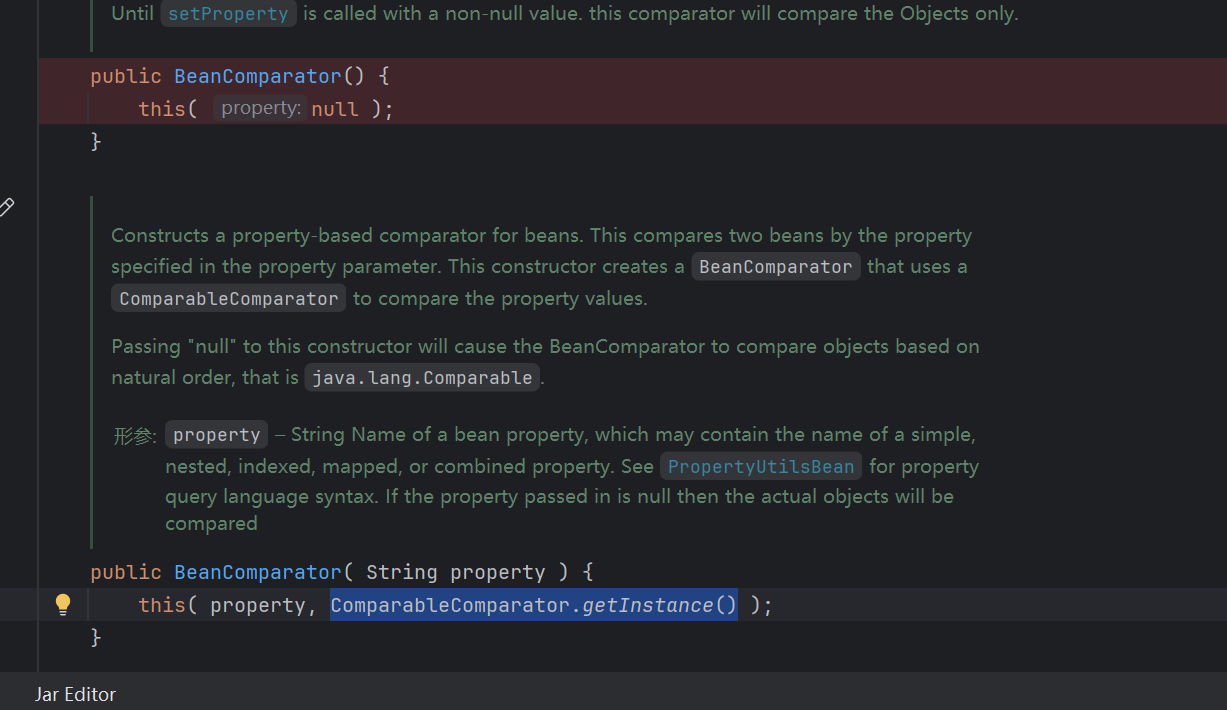 Until setProperty is called with a non-null value. this comparator will compare the Objects only.
public BeanComparator() {
this( property: null );
}
Constructs a property-based comparator for beans. This compares two beans by the property
specified in the property parameter. This constructor creates a BeanComparator that uses a
ComparableComparator to compare the property values.
Passing "null" to this constructor will cause the BeanComparator to compare objects based on
natural order, that is java.lang.Comparable.
形参: property – String Name of a bean property, which may contain the name of a simple,
nested, indexed, mapped, or combined property. See PropertyUtilsBean for property
query language syntax. If the property passed in is null then the actual objects will be
compared
public BeanComparator( String property ) {
this( property, ComparableComparator.getInstance() );
}
Jar Editor